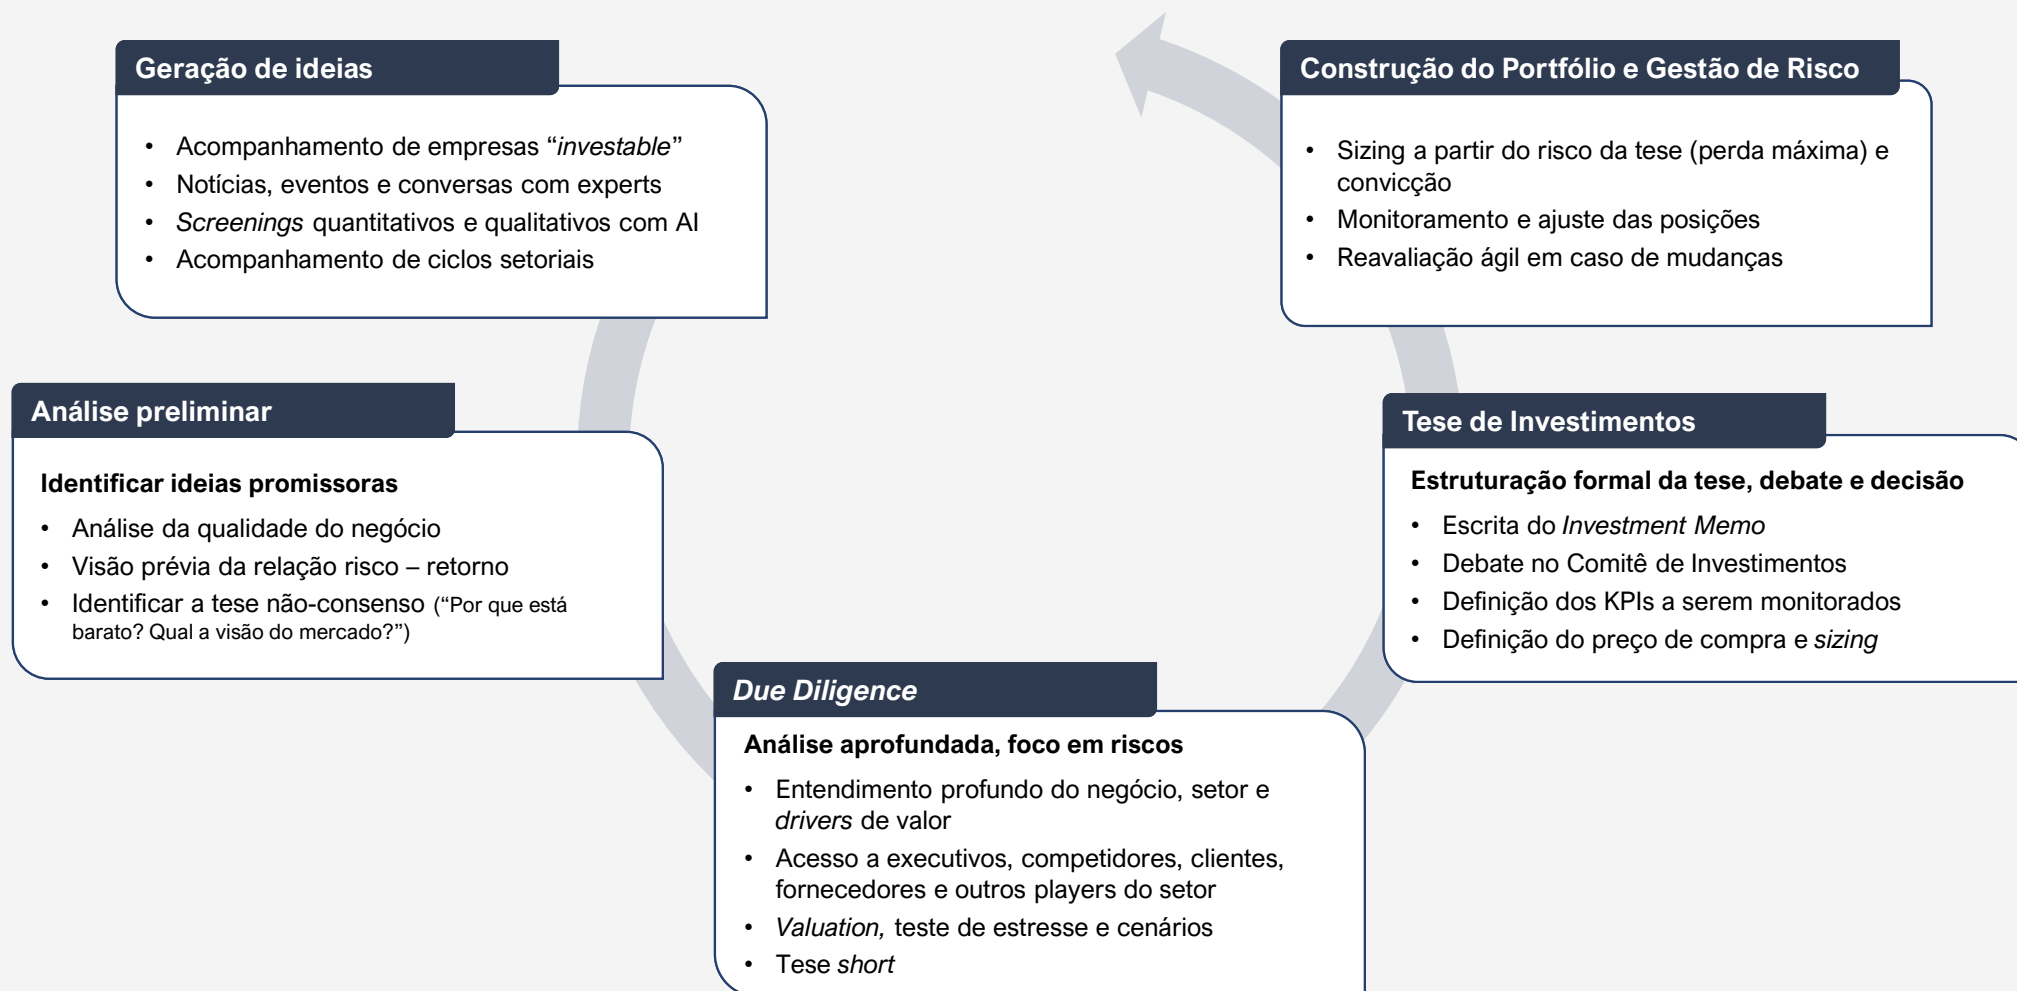 Geração de ideias
• Acompanhamento de empresas “investable”
• Notícias, eventos e conversas com experts
• Screenings quantitativos e qualitativos com AI
• Acompanhamento de ciclos setoriais
Análise preliminar
Identificar ideias promissoras
• Análise da qualidade do negócio
• Visão prévia da relação risco – retorno
• Identificar a tese não-consenso (“Por que está
barato? Qual a visão do mercado?”)
Due Diligence
Análise aprofundada, foco em riscos
• Entendimento profundo do negócio, setor e
drivers de valor
• Acesso a executivos, competidores, clientes,
fornecedores e outros players do setor
• Valuation, teste de estresse e cenários
• Tese short
Tese de Investimentos
Estruturação formal da tese, debate e decisão
• Escrita do Investment Memo
• Debate no Comitê de Investimentos
• Definição dos KPIs a serem monitorados
• Definição do preço de compra e sizing
Construção do Portfólio e Gestão de Risco
• Sizing a partir do risco da tese (perda máxima) e
convicção
• Monitoramento e ajuste das posições
• Reavaliação ágil em caso de mudanças